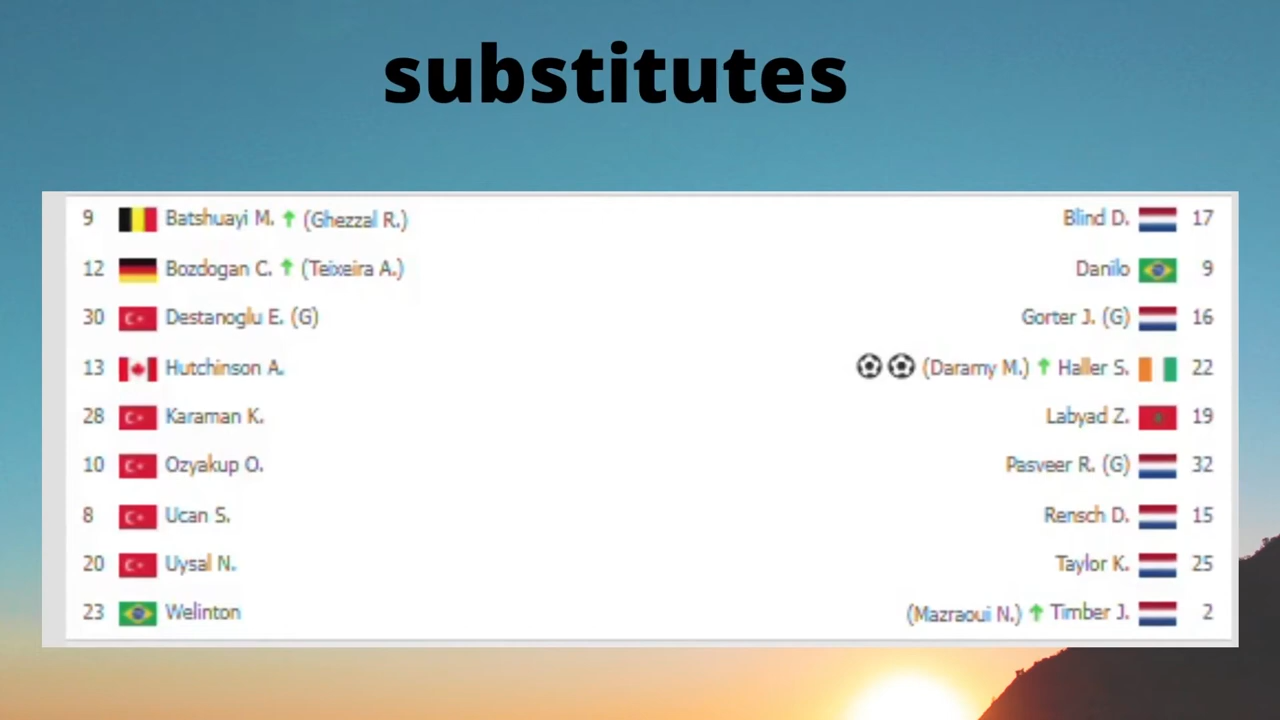 substitutes
9 Batshuayi M. ↑ (Ghezzal R.) Blind D. 17
12 Bozdogan C. ↑ (Teixeira A.) Danilo 9
30 Destanoglu E. (G) Gorter J. (G) 16
13 Hutchinson A. (Daramy M.) ↑ Haller S. 22
28 Karaman K. Labyad Z. 19
10 Ozyakup O. Pasveer R. (G) 32
8 Ucan S. Rensch D. 15
20 Uysal N. Taylor K. 25
23 Welinton (Mazraoui N.) ↑ Timber J. 2